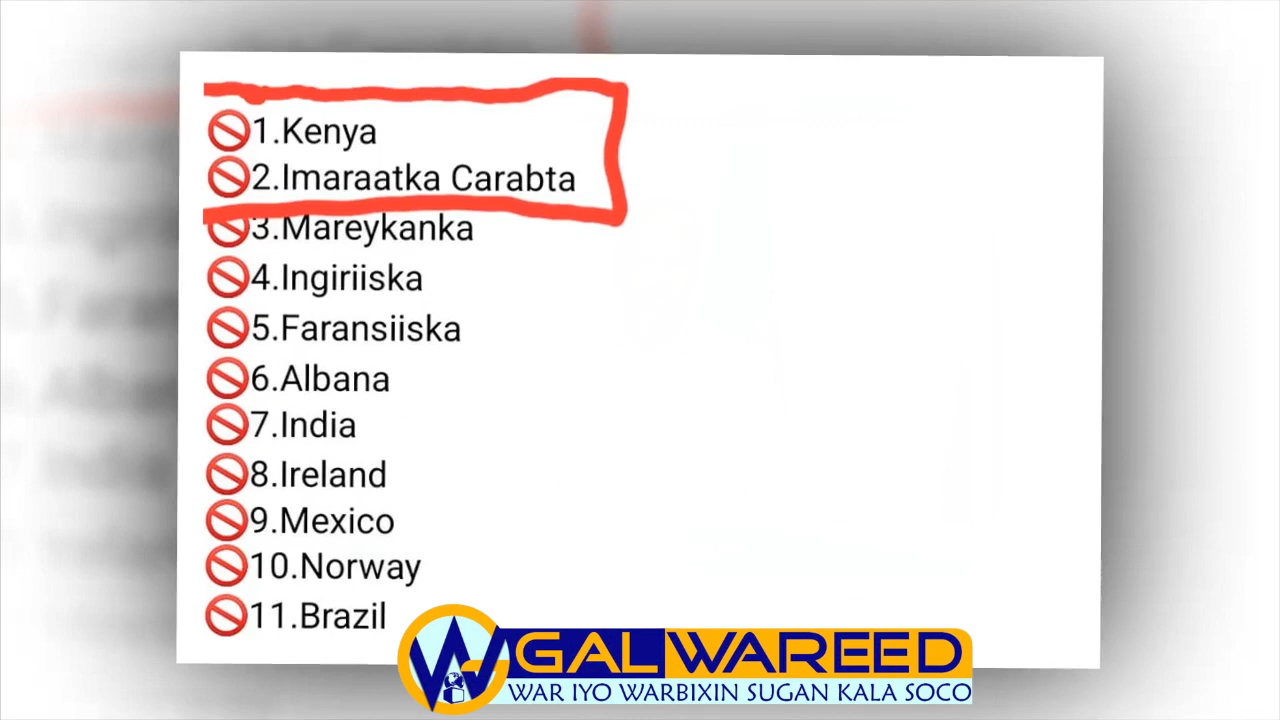 🚫1.Kenya
🚫2.Imaraatka Carabta
🚫3.Mareykanka
🚫4.Ingiriiska
🚫5.Faransiiska
🚫6.Albana
🚫7.India
🚫8.Ireland
🚫9.Mexico
🚫10.Norway
🚫11.Brazil
GALWAREED
WAR IYO WARBIXIN SUGAN KALA SOCO